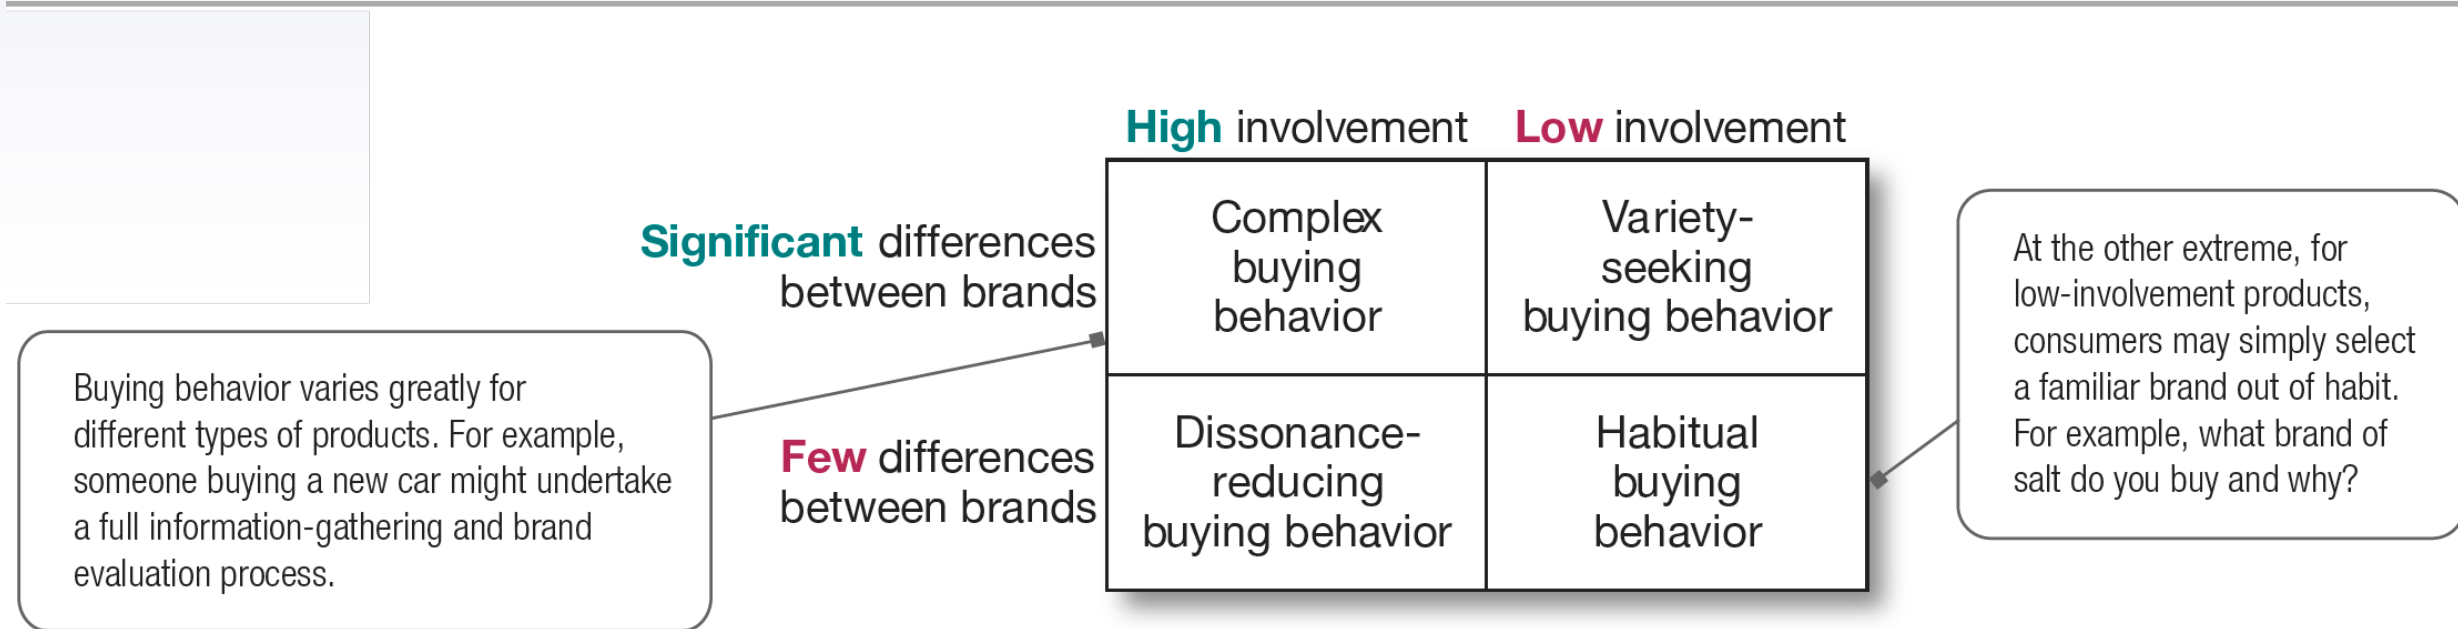 High involvement
Low involvement
Significant differences
between brands
Complex
buying
behavior
Variety-
seeking
buying behavior
Few differences
between brands
Dissonance-
reducing
buying behavior
Habitual
buying
behavior
Buying behavior varies greatly for
different types of products. For example,
someone buying a new car might undertake
a full information-gathering and brand
evaluation process.
At the other extreme, for
low-involvement products,
consumers may simply select
a familiar brand out of habit.
For example, what brand of
salt do you buy and why?